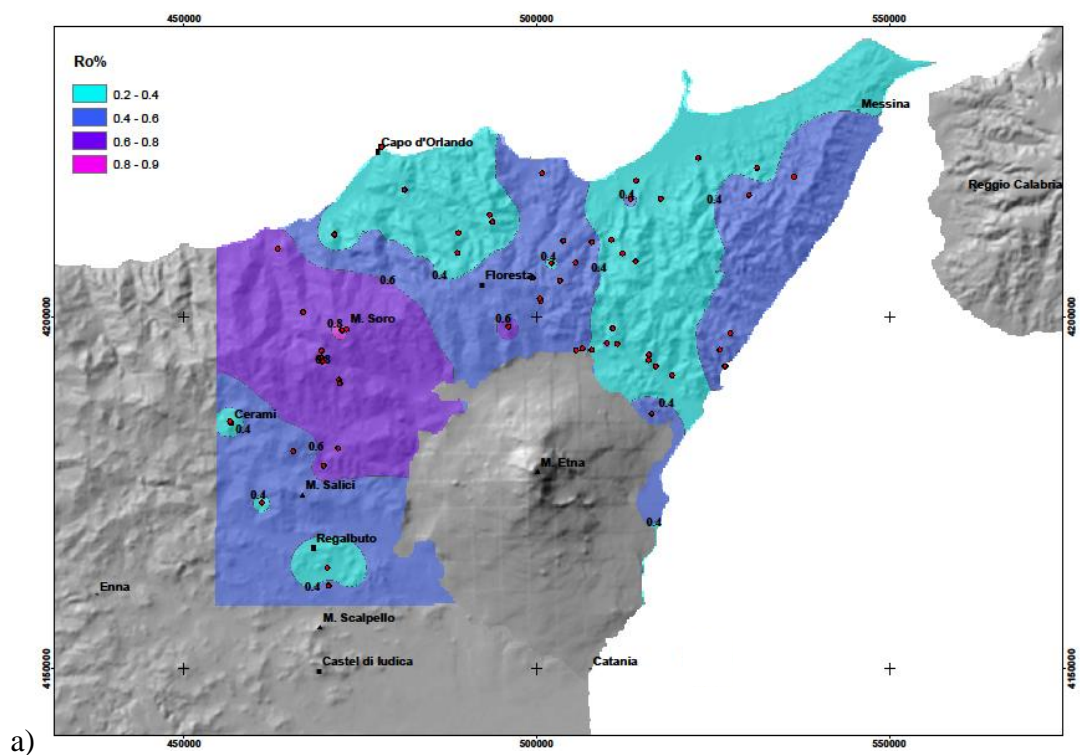 450000 500000 550000
Ro%
0.2 - 0.4
0.4 - 0.6
0.6 - 0.8
0.8 - 0.9
Messina
Capo d'Orlando
Reggio Calabria
0.4
0.4
0.4
0.4
0.4
0.6
Floresta
4200000
4200000
0.8
M. Soro
0.6
0.4
Cerami
0.4
0.6
M. Etna
0.4
M. Salici
0.4
Regalbuto
0.4
Enna
M. Scalpello
4150000
Castel di Iudica
Catania
4150000
a)
450000 500000 550000